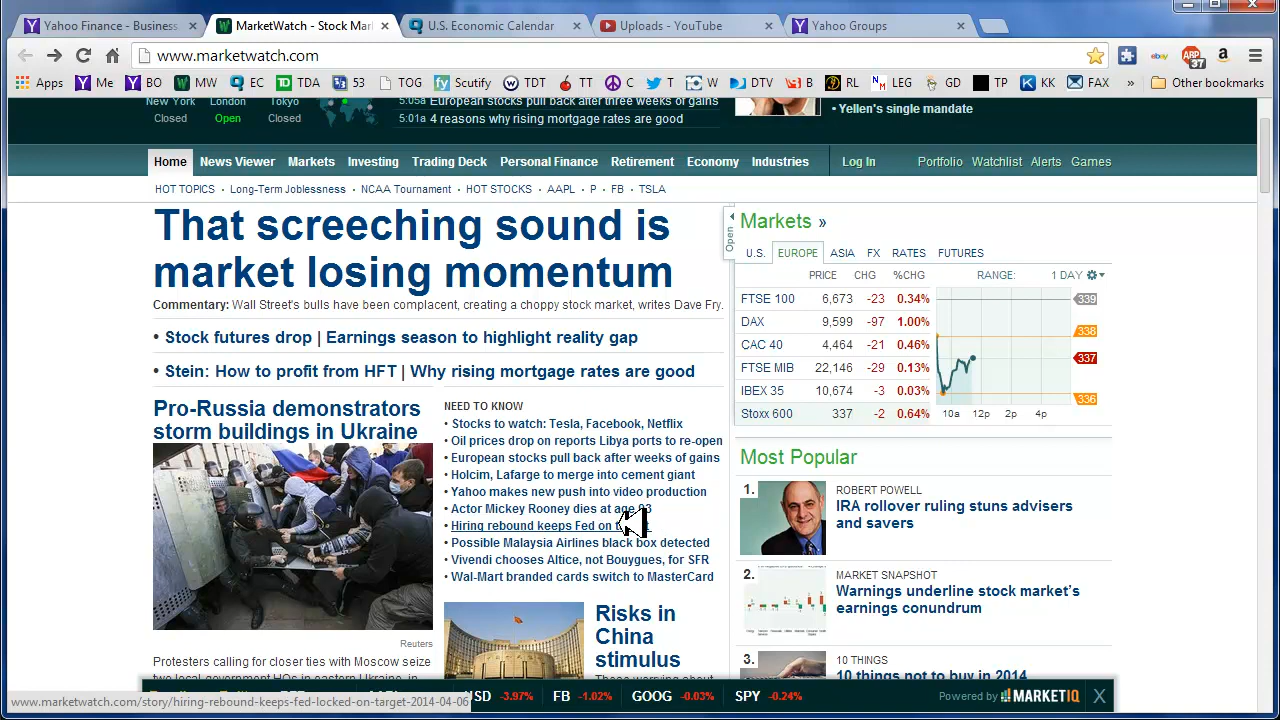 Yahoo Finance - Business
MarketWatch - Stock Mar
U.S. Economic Calendar
Uploads - YouTube
Yahoo Groups
www.marketwatch.com
ABP
37
Apps
Me
BO
MW
EC
TDA
53
TOG
Scutify
TDT
TT
C
T
W
DTV
B
RL
LEG
GD
TP
KK
FAX
»
Other bookmarks
New York London Tokyo
Closed Open Closed
5:05a European stocks pull back after three weeks of gains
5:01a 4 reasons why rising mortgage rates are good
• Yellen's single mandate
Home News Viewer Markets Investing Trading Deck Personal Finance Retirement Economy Industries Log In Portfolio Watchlist Alerts Games
HOT TOPICS Long-Term Joblessness NCAA Tournament HOT STOCKS AAPL P FB TSLA
That screeching sound is
market losing momentum
Commentary: Wall Street's bulls have been complacent, creating a choppy stock market, writes Dave Fry.
• Stock futures drop | Earnings season to highlight reality gap
• Stein: How to profit from HFT | Why rising mortgage rates are good
Pro-Russia demonstrators
storm buildings in Ukraine
Reuters
Protesters calling for closer ties with Moscow seize
NEED TO KNOW
• Stocks to watch: Tesla, Facebook, Netflix
• Oil prices drop on reports Libya ports to re-open
• European stocks pull back after weeks of gains
• Holcim, Lafarge to merge into cement giant
• Yahoo makes new push into video production
• Actor Mickey Rooney dies at age 93
• Hiring rebound keeps Fed on
• Possible Malaysia Airlines black box detected
• Vivendi chooses Altice, not Bouygues, for SFR
• Wal-Mart branded cards switch to MasterCard
Risks in
China
stimulus
Open
Markets »
U.S. EUROPE ASIA FX RATES FUTURES
PRICE CHG %CHG RANGE: 1 DAY
FTSE 100 6,673 -23 0.34%
DAX 9,599 -97 1.00%
CAC 40 4,464 -21 0.46%
FTSE MIB 22,146 -29 0.13%
IBEX 35 10,674 -3 0.03%
Stoxx 600 337 -2 0.64%
339
338
337
336
10a 12p 2p 4p
Most Popular
1. ROBERT POWELL
IRA rollover ruling stuns advisers
and savers
2. MARKET SNAPSHOT
Warnings underline stock market's
earnings conundrum
3. 10 THINGS
10 things not to buy in 2014
SD -3.97% FB -1.02% GOOG -0.03% SPY -0.24%
Powered by MARKETIQ X
www.marketwatch.com/story/hiring-rebound-keeps-fed-locked-on-target-2014-04-06